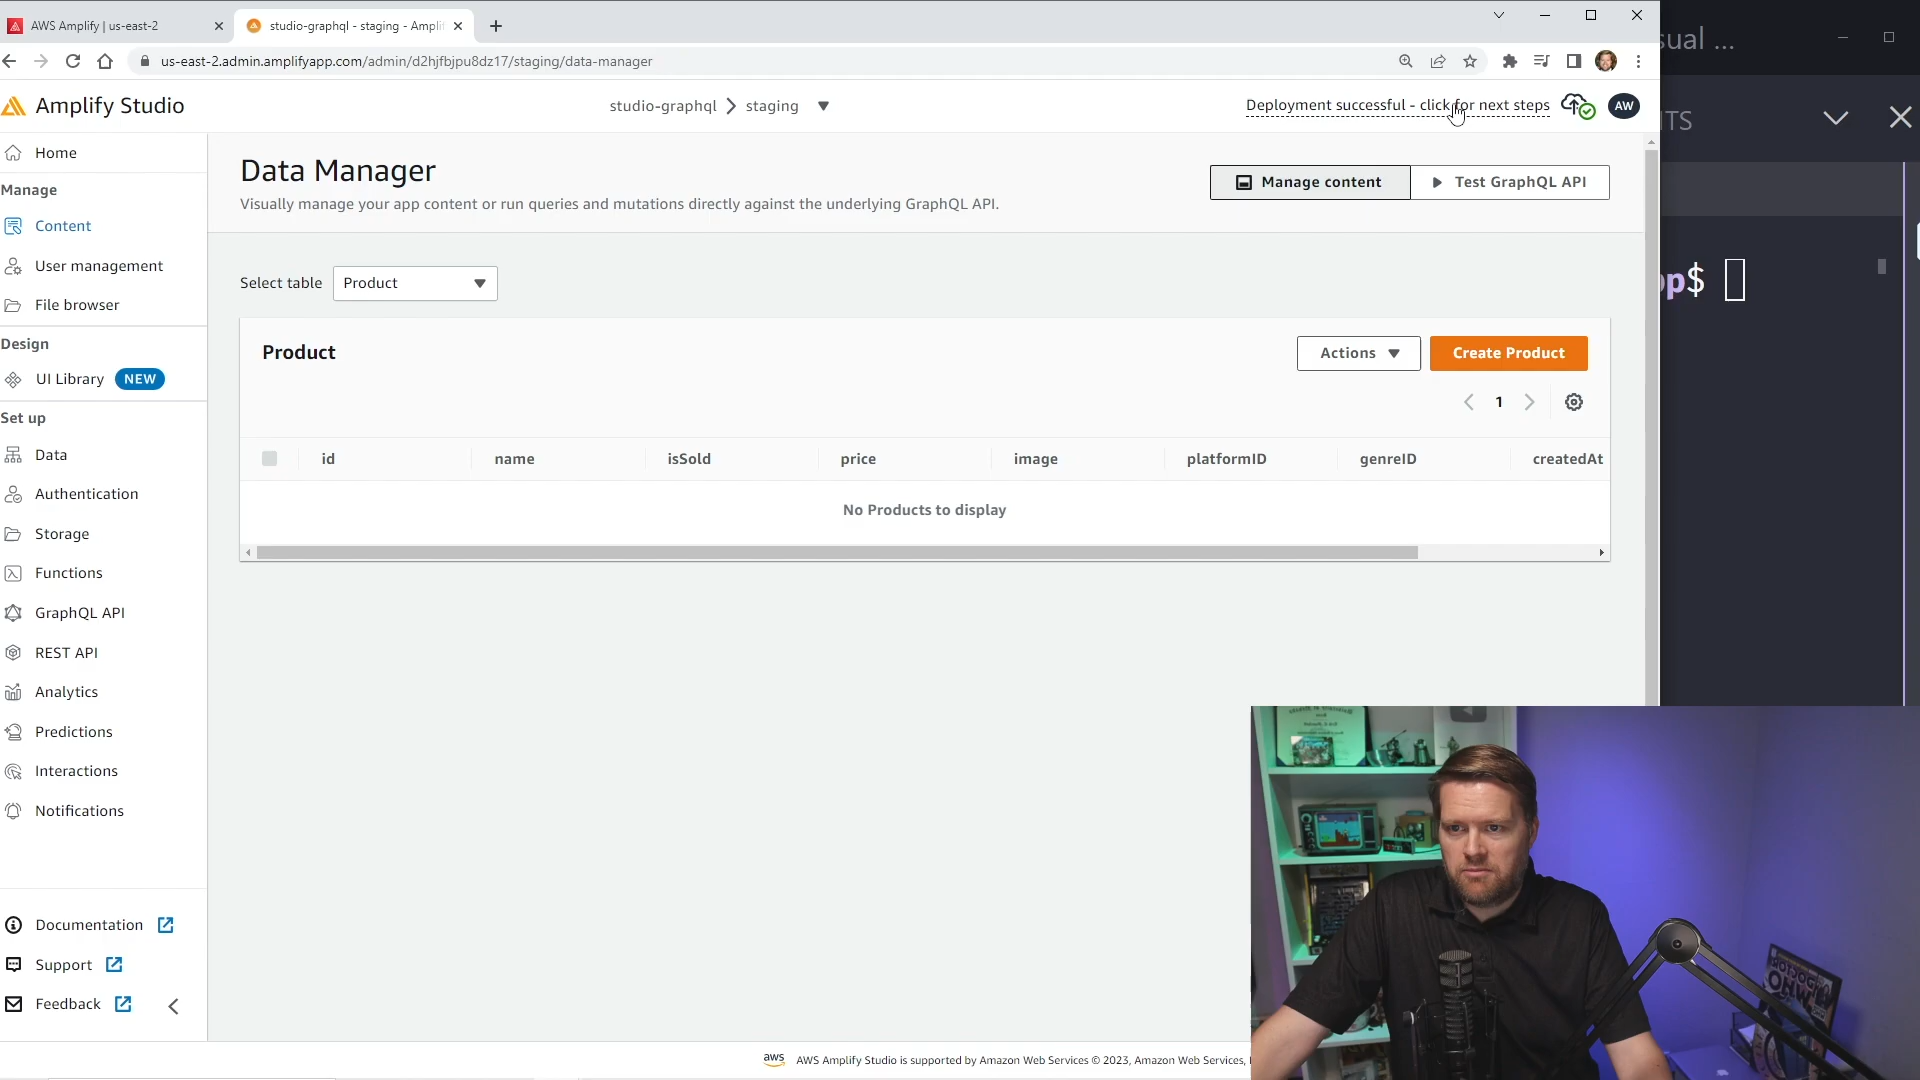 AWS Amplify | us-east-2
studio-graphql - staging - Ampli
us-east-2.admin.amplifyapp.com/admin/d2hjfbjpu8dz17/staging/data-manager
Amplify Studio
studio-graphql > staging
Deployment successful - click for next steps
AW
Home
Manage
Content
User management
File browser
Design
UI Library NEW
Set up
Data
Authentication
Storage
Functions
GraphQL API
REST API
Analytics
Predictions
Interactions
Notifications
Documentation
Support
Feedback
Data Manager
Visually manage your app content or run queries and mutations directly against the underlying GraphQL API.
Manage content
Test GraphQL API
Select table
Product
Product
Actions
Create Product
1
id name isSold price image platformID genreID createdAt
No Products to display
aws AWS Amplify Studio is supported by Amazon Web Services © 2023, Amazon Web Services,
sual ...
ITS
op$
DOCTOR
WHO